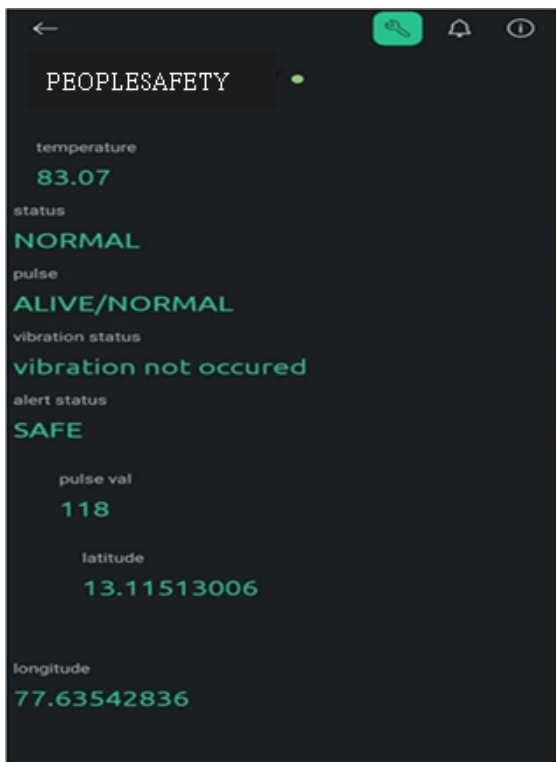 PEOPLESAFETY
temperature
83.07
status
NORMAL
pulse
ALIVE/NORMAL
vibration status
vibration not occured
alert status
SAFE
pulse val
118
latitude
13.11513006
longitude
77.63542836